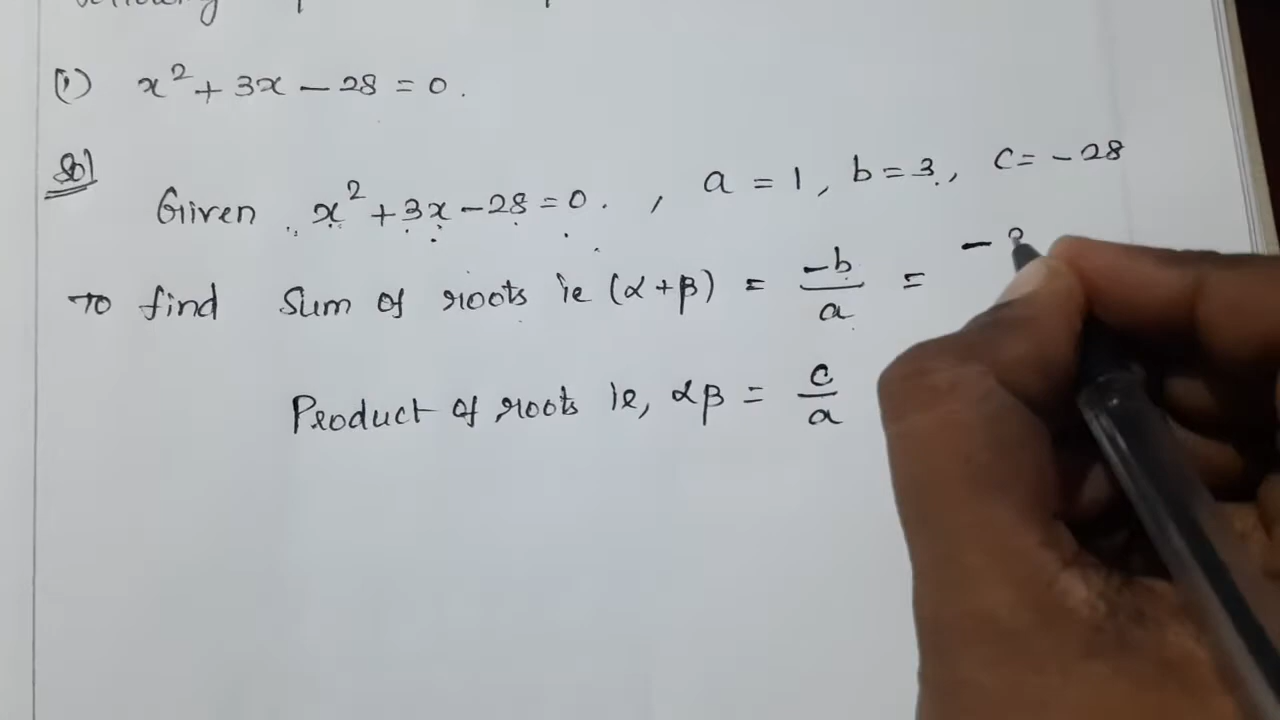 (1) x² + 3x − 28 = 0.
Sol
Given x² + 3x − 28 = 0. , a = 1, b = 3, c = −28
To find Sum of roots ie (α+β) = -b/a = −
Product of roots ie, αβ = c/a